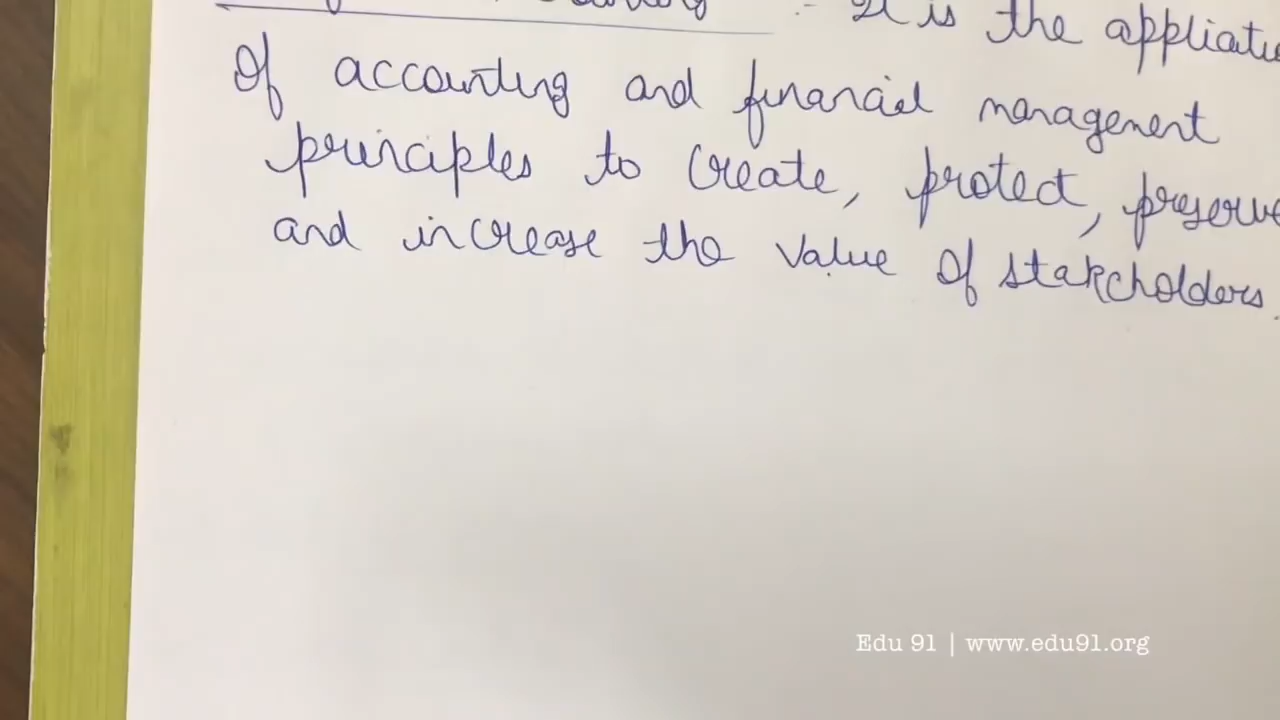 :- It is the applicatio
of accounting and financial management
principles to create, protect, preserve
and increase the value of stakeholders.
Edu 91 | www.edu91.org